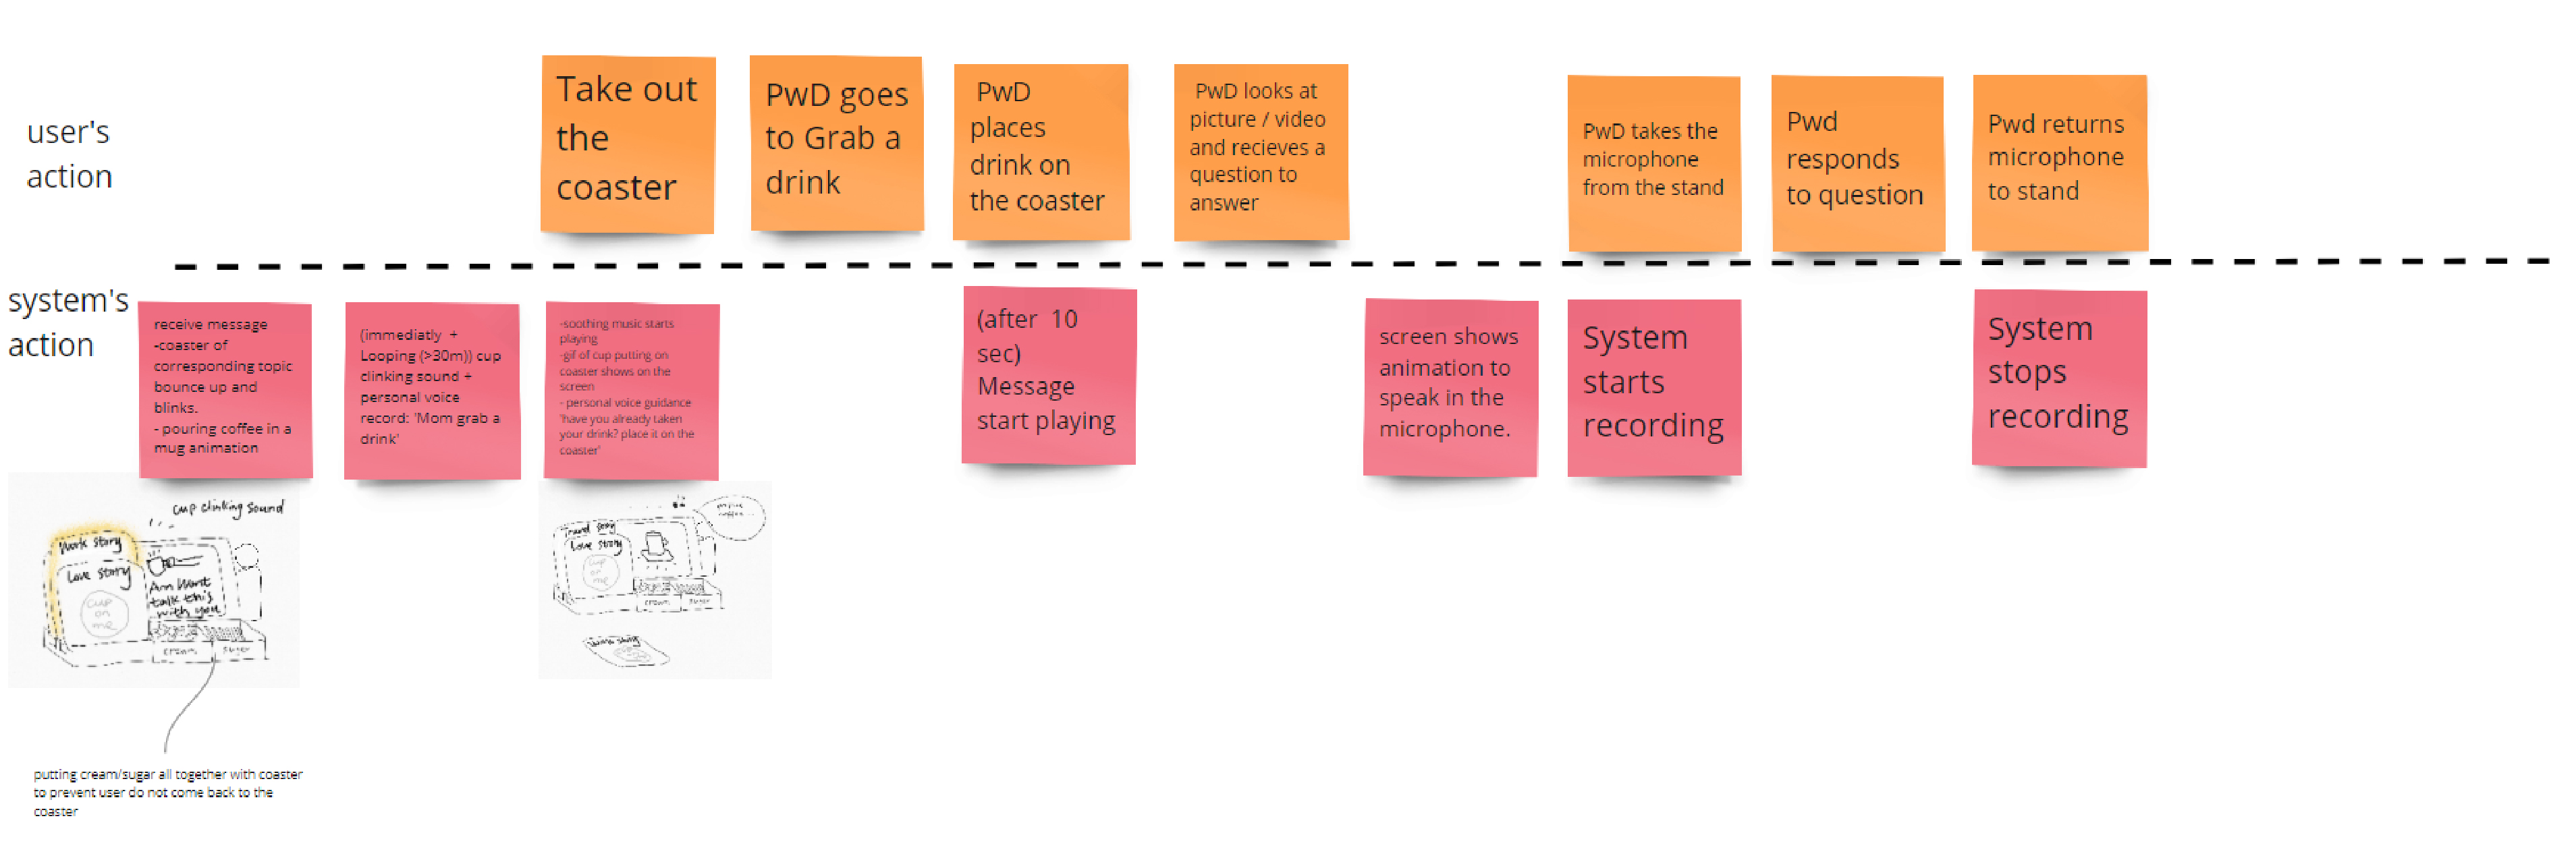 user's
action
Take out
the
coaster
PwD goes
to Grab a
drink
PwD
places
drink on
the coaster
PwD looks at
picture / video
and recieves a
question to
answer
PwD takes the
microphone
from the stand
Pwd
responds
to question
Pwd returns
microphone
to stand
system's
action
receive message
-coaster of
corresponding topic
bounce up and
blinks.
- pouring coffee in a
mug animation
(immediatly +
Looping (>30m)) cup
clinking sound +
personal voice
record: 'Mom grab a
drink'
-soothing music starts
playing
-gif of cup putting on
coaster shows on the
screen
- personal voice guidance
'have you already taken
your drink? place it on the
coaster'
(after 10
sec)
Message
start playing
screen shows
animation to
speak in the
microphone.
System
starts
recording
System
stops
recording
cup clinking sound
Work story
love story
cup
on
me
Ann Want
talk this
with you
cream
sugar
Love story
cup
on
me
cream
sugar
putting cream/sugar all together with coaster
to prevent user do not come back to the
coaster